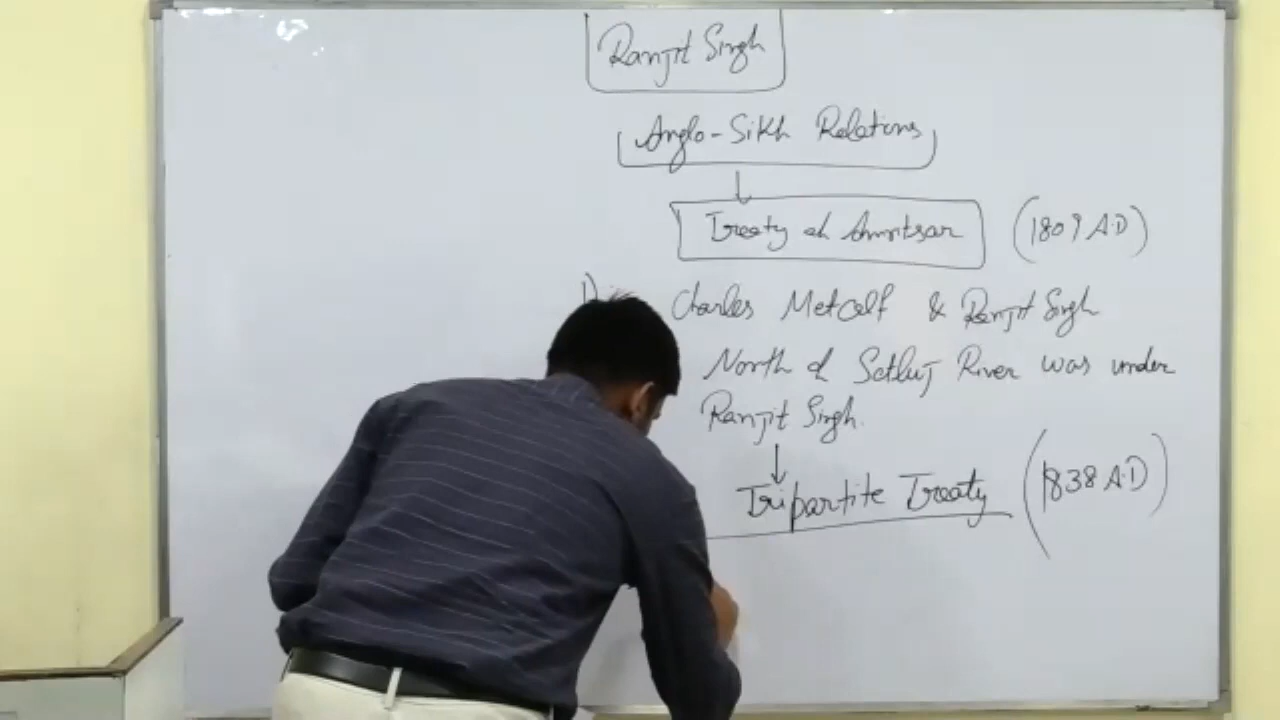 Ranjit Singh
Anglo-Sikh Relations
Treaty of Amritsar (1809 A.D)
Charles Metcalf & Ranjit Singh
North of Setluj River was under
Ranjit Singh.
Tripartite Treaty (1838 A.D)